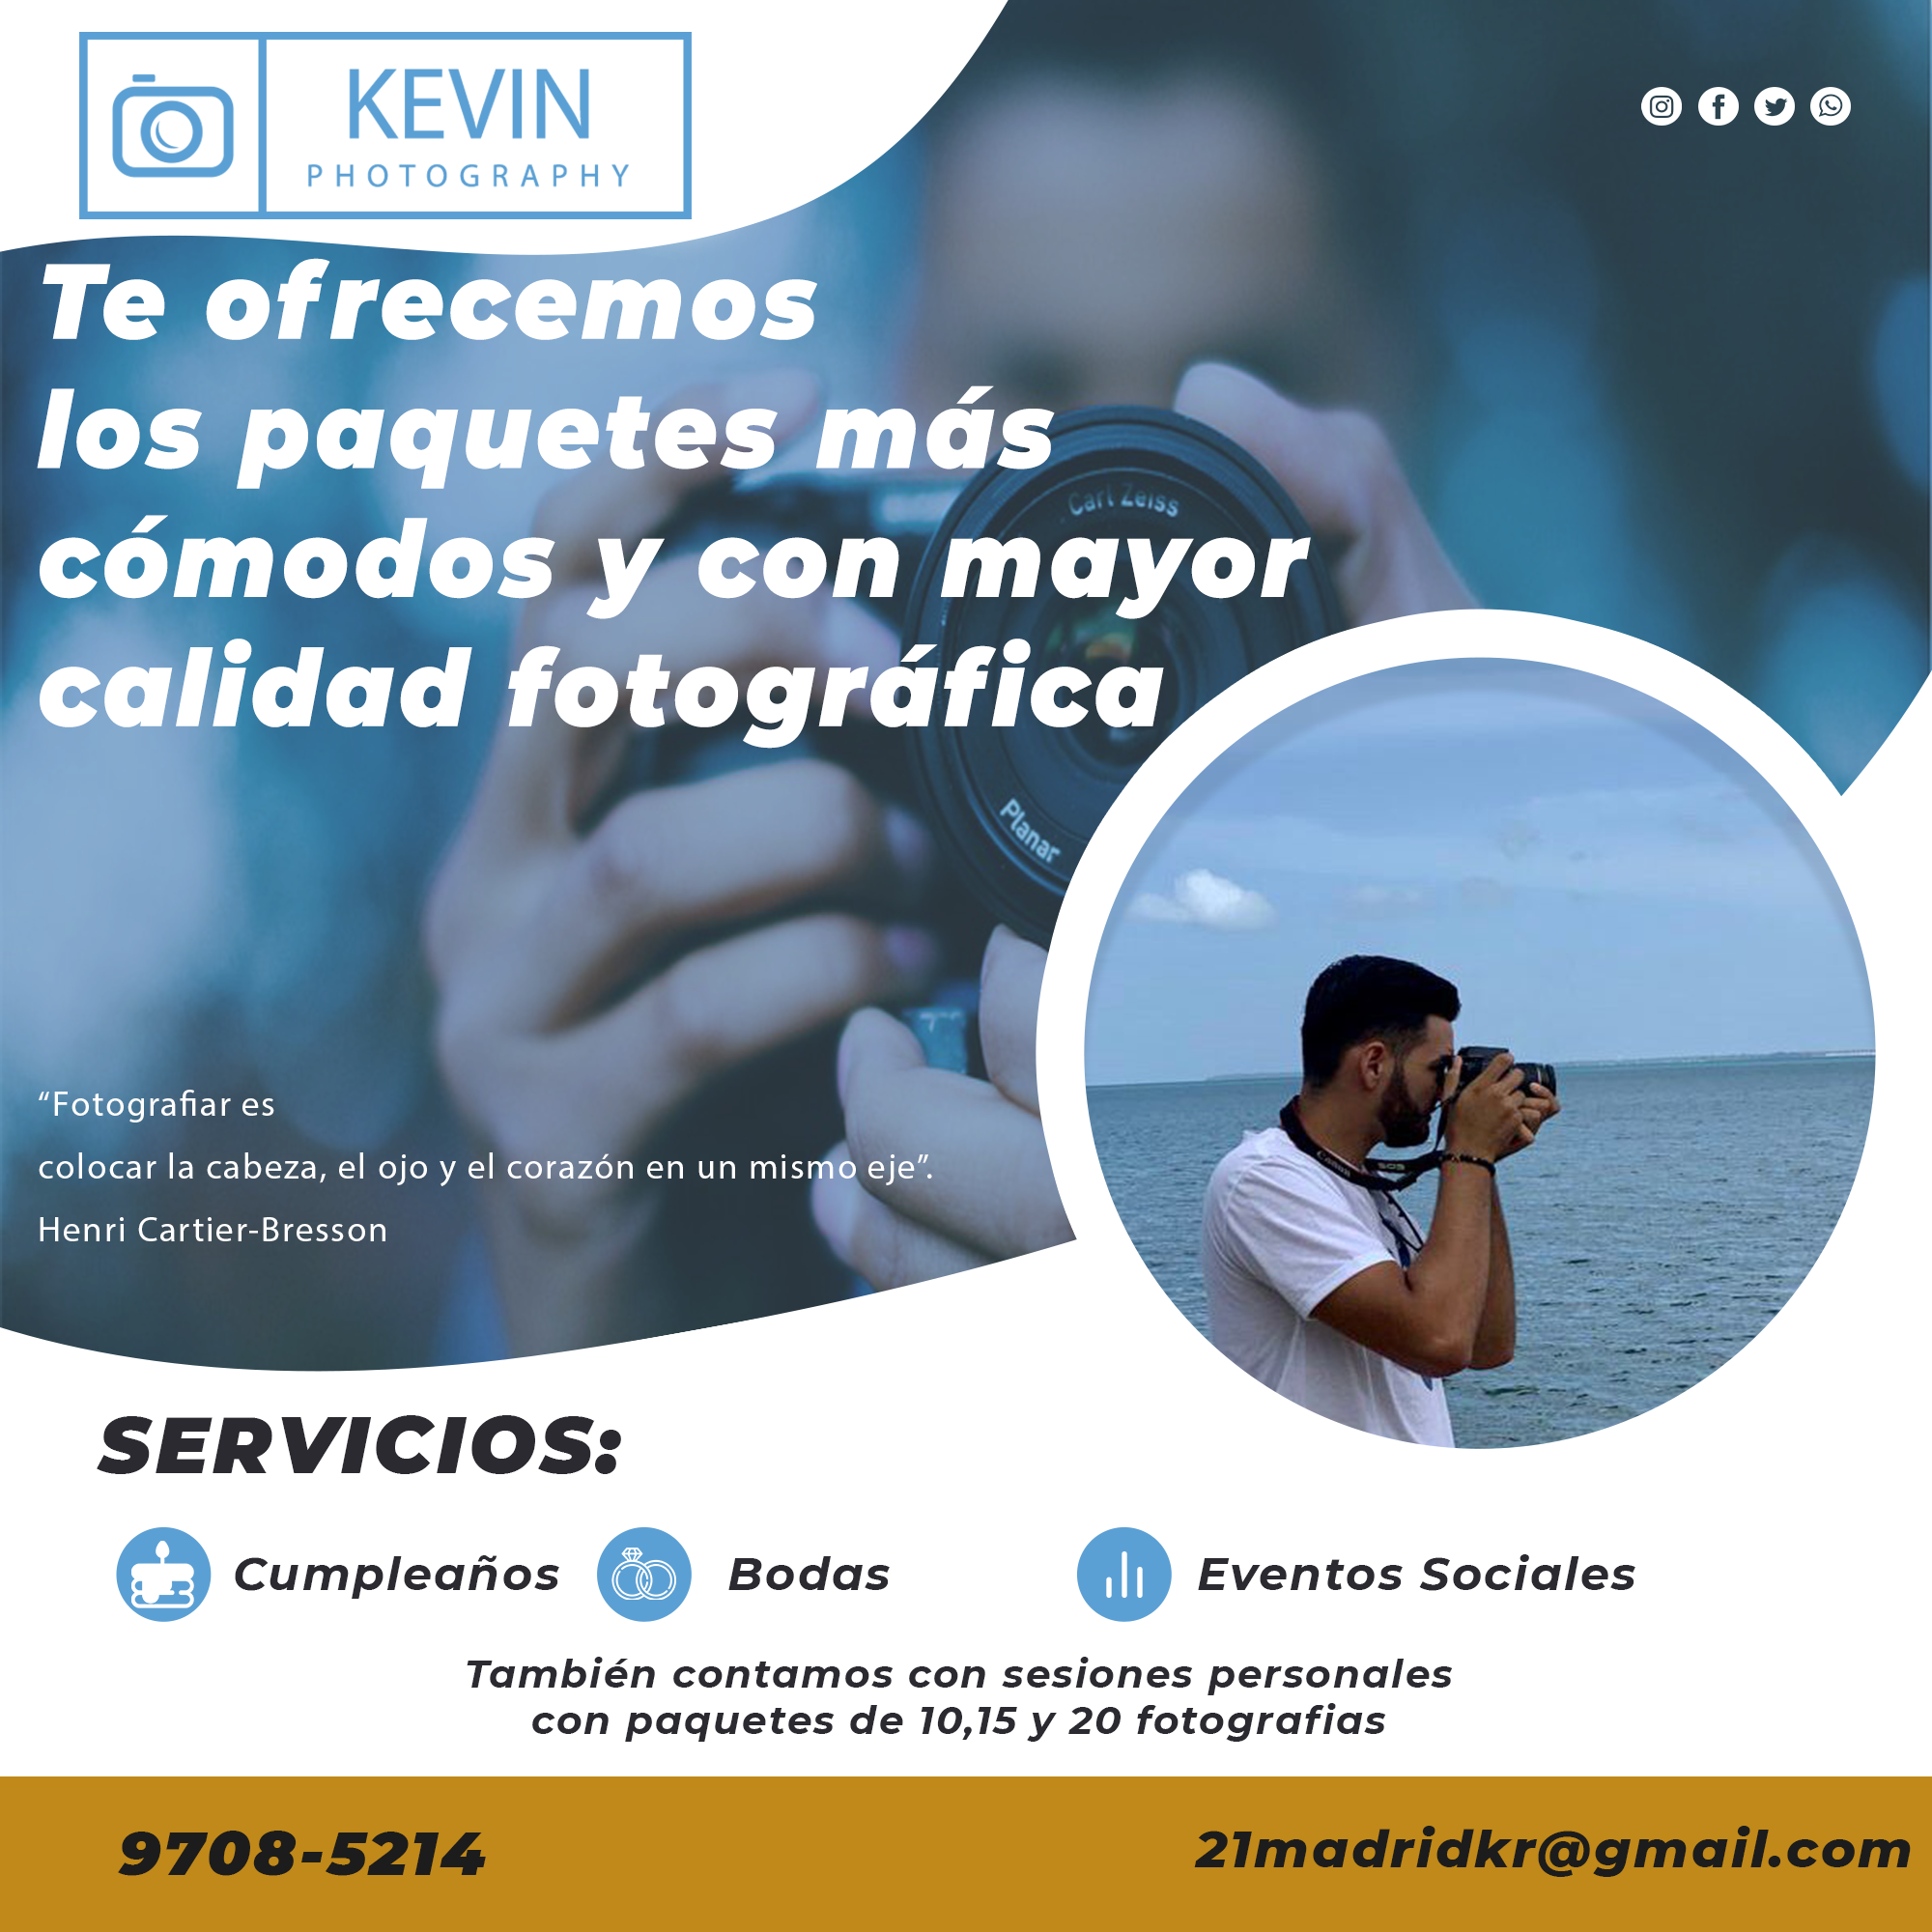 KEVIN
PHOTOGRAPHY
Te ofrecemos
los paquetes más
cómodos y con mayor
calidad fotográfica
Carl Zeiss
Planar
“Fotografiar es
colocar la cabeza, el ojo y el corazón en un mismo eje”.
Henri Cartier-Bresson
Canon
EOS
SERVICIOS:
Cumpleaños
Bodas
Eventos Sociales
También contamos con sesiones personales
con paquetes de 10,15 y 20 fotografias
9708-5214
21madridkr@gmail.com